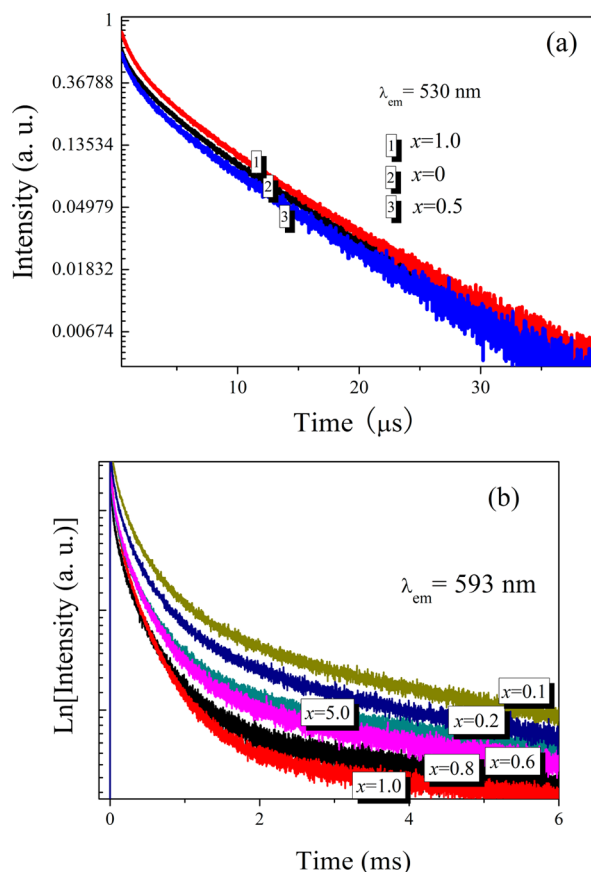 1
(a)
0.36788
λem= 530 nm
0.13534
1 x=1.0
1
2 x=0
2
0.04979
3 x=0.5
3
0.01832
0.00674
Intensity (a. u.)
10 20 30
Time (μs)
(b)
λem= 593 nm
Ln[Intensity (a. u.)]
x=0.1
x=5.0
x=0.2
x=0.6
x=0.8
x=1.0
0 2 4 6
Time (ms)